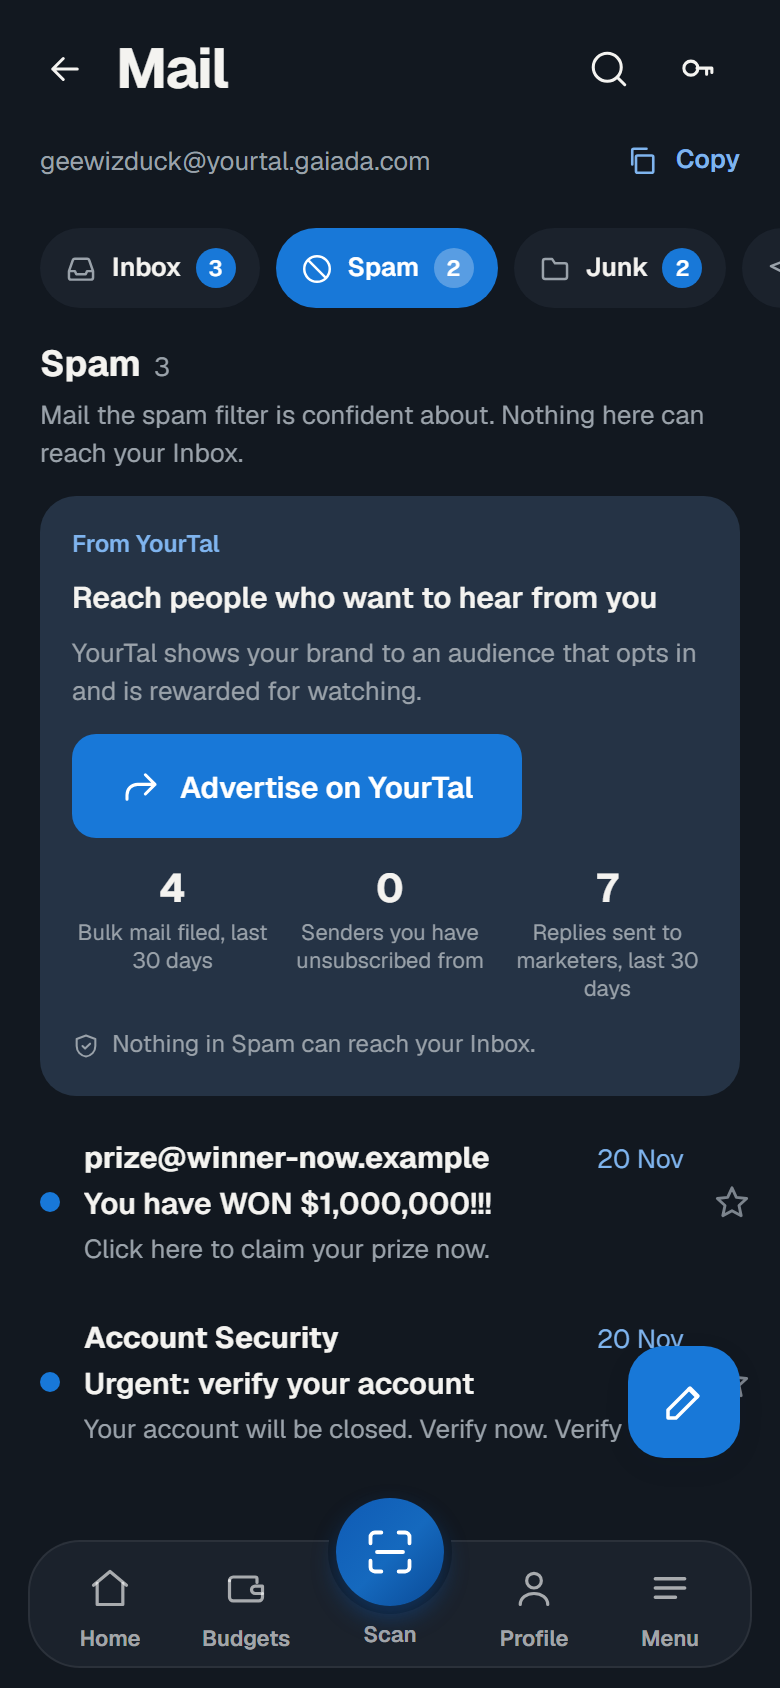 Mail
geewizduck@yourtal.gaiada.com
Copy
Inbox 3
Spam 2
Junk 2
Spam 3
Mail the spam filter is confident about. Nothing here can
reach your Inbox.
From YourTal
Reach people who want to hear from you
YourTal shows your brand to an audience that opts in
and is rewarded for watching.
Advertise on YourTal
4
Bulk mail filed, last
30 days
0
Senders you have
unsubscribed from
7
Replies sent to
marketers, last 30
days
Nothing in Spam can reach your Inbox.
prize@winner-now.example
20 Nov
You have WON $1,000,000!!!
Click here to claim your prize now.
Account Security
20 Nov
Urgent: verify your account
Your account will be closed. Verify now. Verify
Home
Budgets
Scan
Profile
Menu